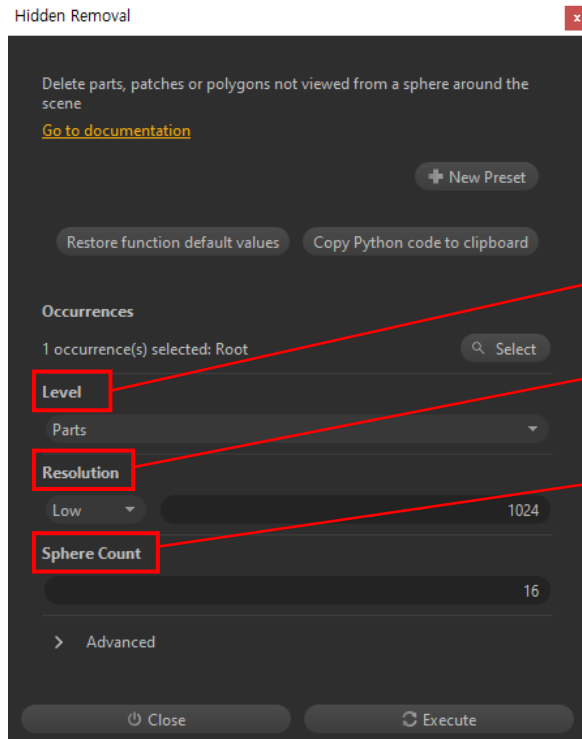 Hidden Removal
x
Delete parts, patches or polygons not viewed from a sphere around the
scene
Go to documentation
New Preset
Restore function default values Copy Python code to clipboard
Occurrences
1 occurrence(s) selected: Root Select
Level
Parts
Resolution
Low 1024
Sphere Count
16
Advanced
Close Execute